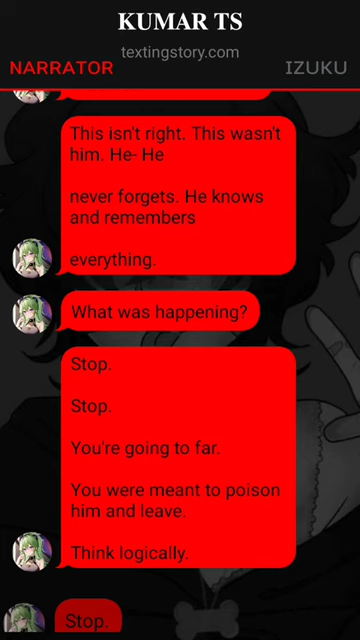 KUMAR TS
textingstory.com
NARRATOR
IZUKU
This isn't right. This wasn't
him. He- He
never forgets. He knows
and remembers
everything.
What was happening?
Stop.
Stop.
You're going to far.
You were meant to poison
him and leave.
Think logically.
Stop.